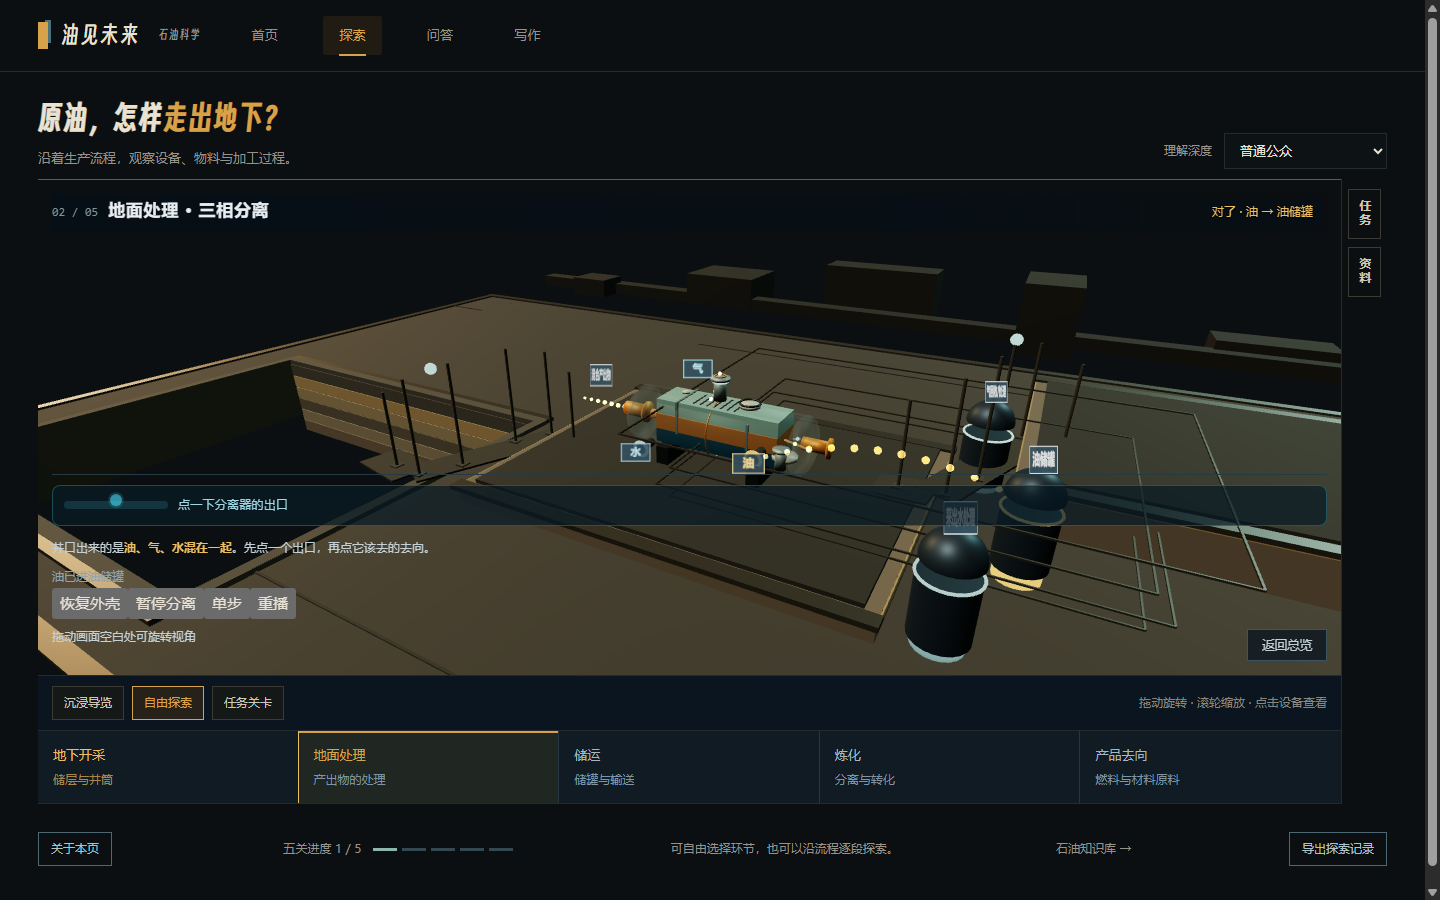 油见未来 石油科学 首页 探索 问答 写作
原油，怎样走出地下？
沿着生产流程，观察设备、物料与加工过程。
理解深度 普通公众
02 / 05 地面处理 · 三相分离
对了 · 油 → 油储罐
任务
资料
气
水
油
油储罐
点一下分离器的出口
井口出来的是油、气、水混在一起。先点一个出口，再点它该去的去向。
油已进油储罐
恢复外壳 暂停分离 单步 重播
拖动画面空白处可旋转视角
返回总览
沉浸导览 自由探索 任务关卡
拖动旋转 · 滚轮缩放 · 点击设备查看
地下开采 地面处理 储运 炼化 产品去向
储层与井筒 产出物的处理 储罐与输送 分离与转化 燃料与材料原料
关于本页 五关进度 1 / 5 可自由选择环节，也可以沿流程逐段探索。 石油知识库 → 导出探索记录